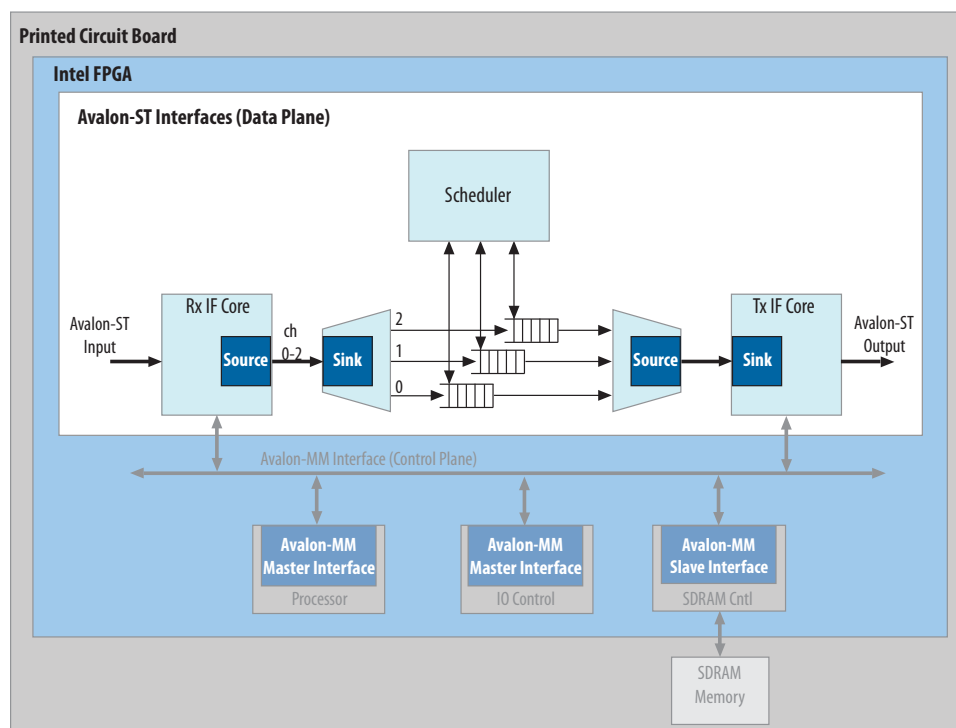 Printed Circuit Board
Intel FPGA
Avalon-ST Interfaces (Data Plane)
Scheduler
Rx IF Core
Tx IF Core
Avalon-ST
Input
ch
0-2
Source
Sink
2
1
0
Source
Sink
Avalon-ST
Output
Avalon-MM Interface (Control Plane)
Avalon-MM
Master Interface
Processor
Avalon-MM
Master Interface
IO Control
Avalon-MM
Slave Interface
SDRAM Cntl
SDRAM
Memory